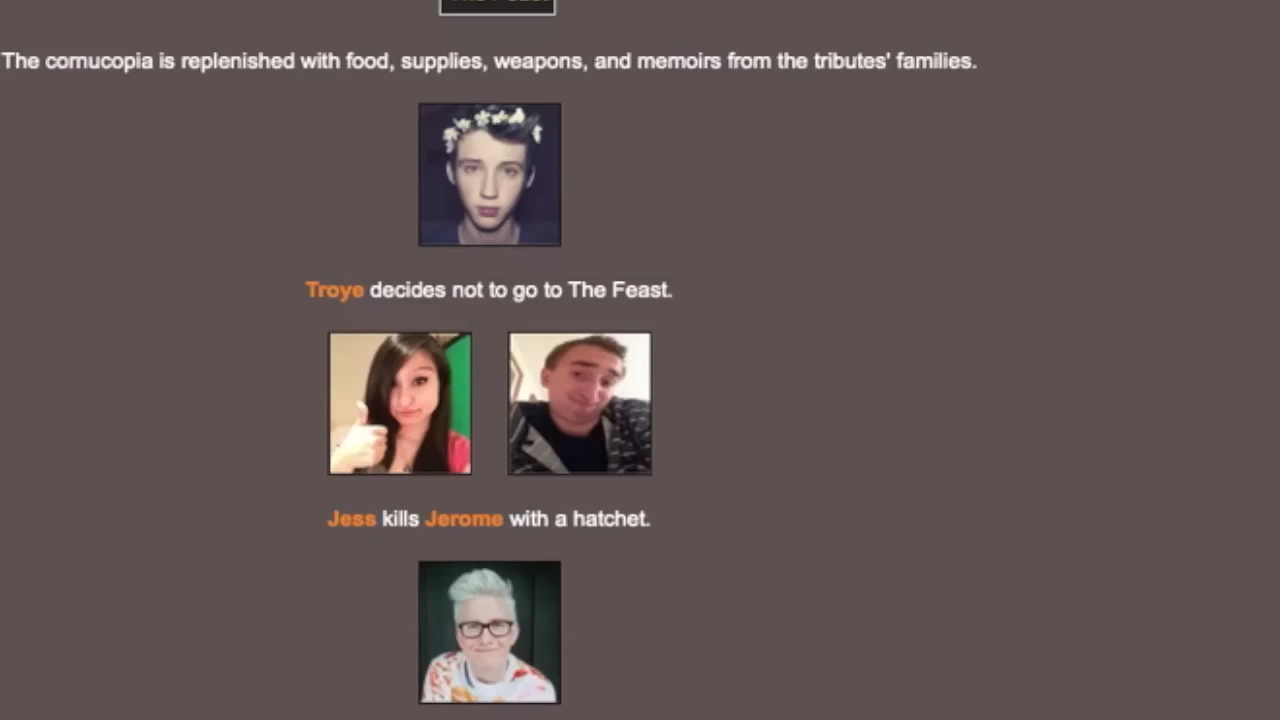 The cornucopia is replenished with food, supplies, weapons, and memoirs from the tributes' families.
Troye decides not to go to The Feast.
Jess kills Jerome with a hatchet.